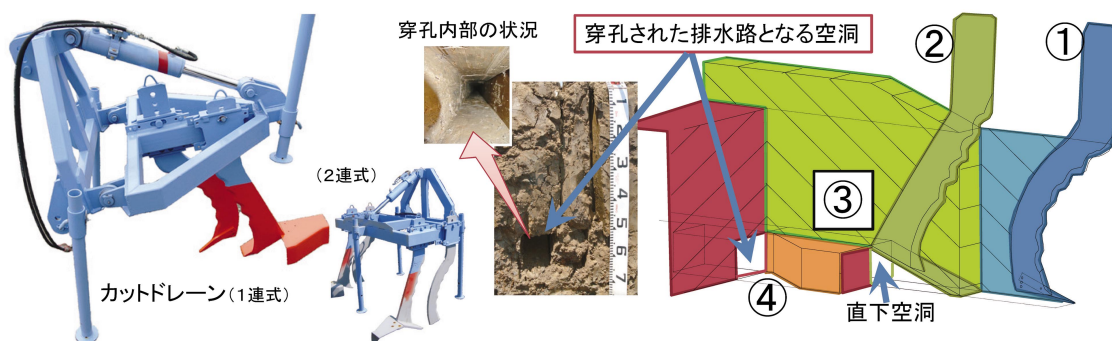 穿孔内部の状況
穿孔された排水路となる空洞
②
①
1
2
3
(2連式)
4
③
5
6
カットドレーン(1連式)
7
④
直下空洞